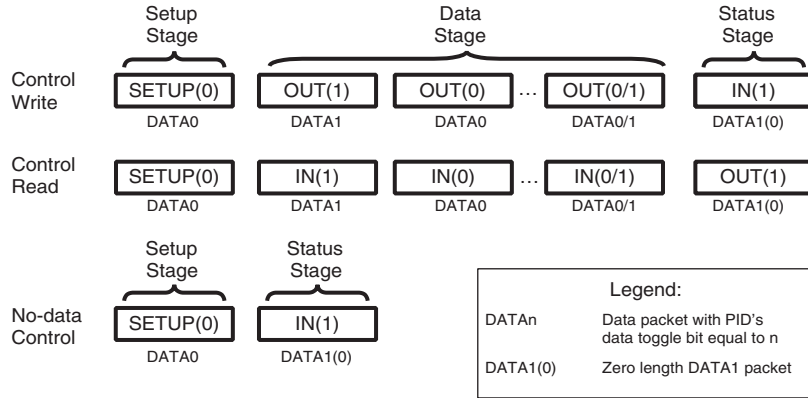 Setup Stage
Data Stage
Status Stage
Control Write
SETUP(0)
OUT(1)
OUT(0)
...
OUT(0/1)
IN(1)
DATA0
DATA1
DATA0
DATA0/1
DATA1(0)
Control Read
SETUP(0)
IN(1)
IN(0)
...
IN(0/1)
OUT(1)
DATA0
DATA1
DATA0
DATA0/1
DATA1(0)
Setup Stage
Status Stage
No-data Control
SETUP(0)
IN(1)
DATA0
DATA1(0)
Legend:
DATAn
Data packet with PID's
data toggle bit equal to n
DATA1(0)
Zero length DATA1 packet